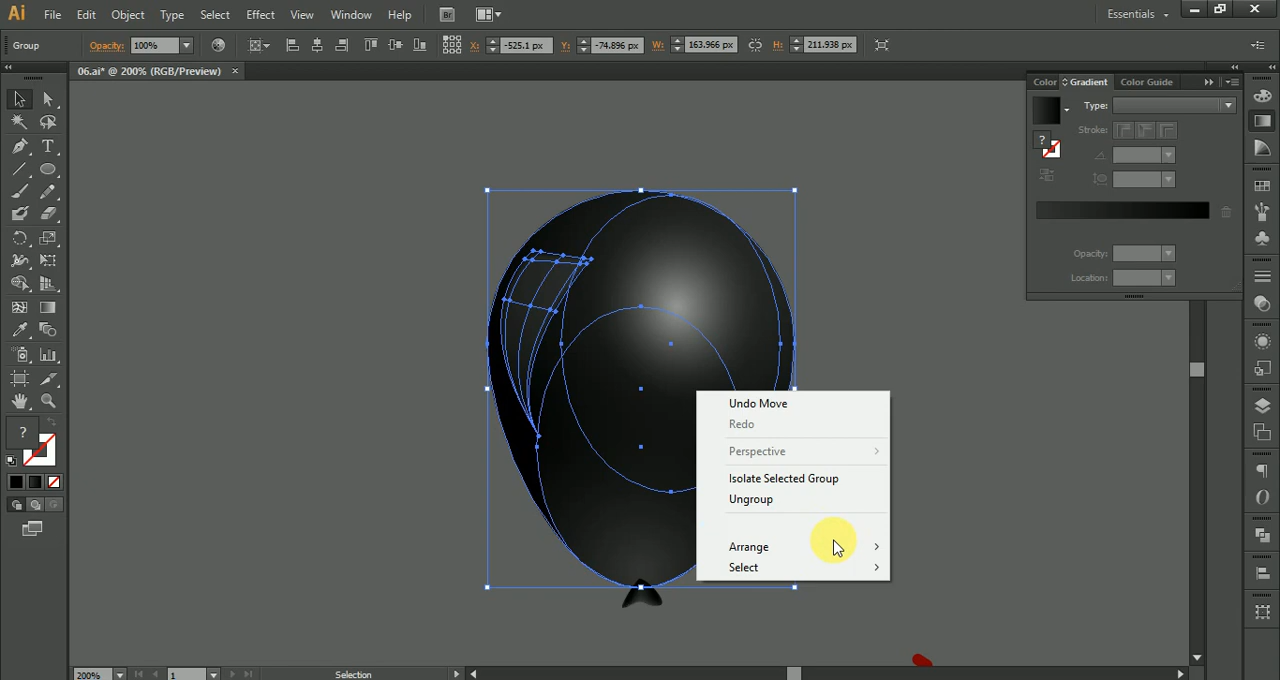 Ai File Edit Object Type Select Effect View Window Help Br Essentials
Group Opacity: 100% X: -525.1 px Y: -74.896 px W: 163.966 px H: 211.938 px
06.ai* @ 200% (RGB/Preview)
Color Gradient Color Guide
Type:
Stroke:
Opacity:
Location:
Undo Move
Redo
Perspective
Isolate Selected Group
Ungroup
Arrange
Select
200% 1 Selection